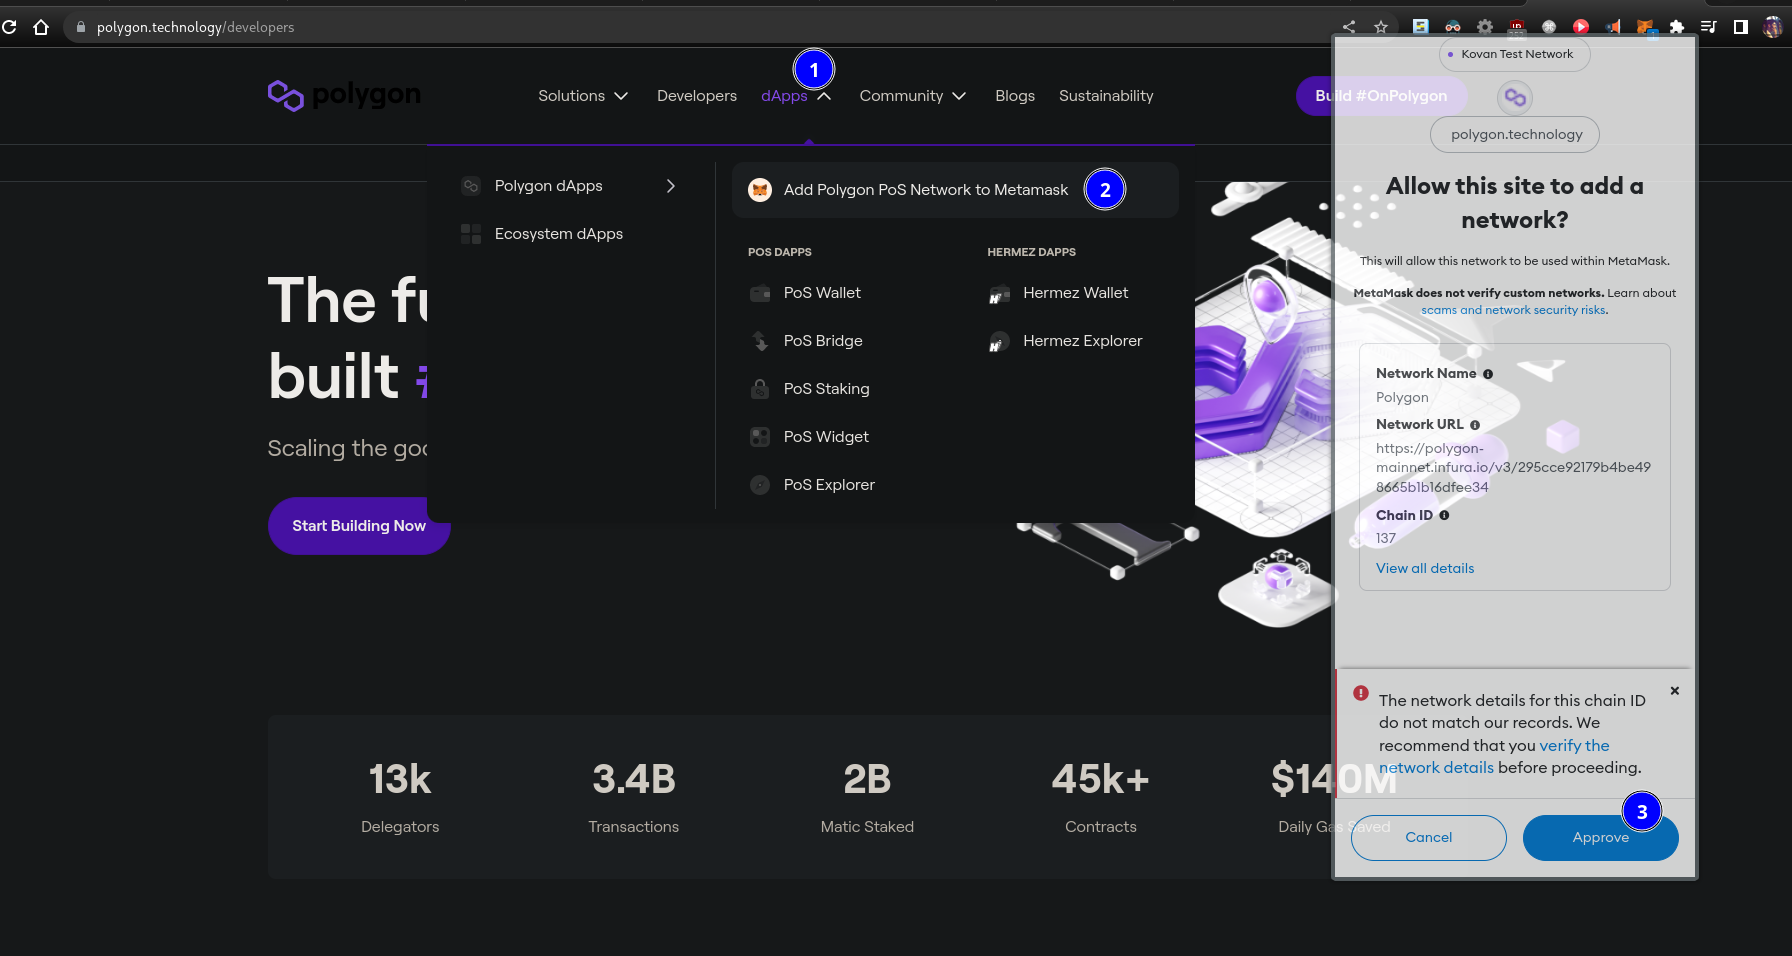 polygon.technology/developers
polygon
Solutions
Developers
dApps
1
Community
Blogs
Sustainability
Build #OnPolygon
Polygon dApps
Ecosystem dApps
Add Polygon PoS Network to Metamask
2
POS DAPPS
PoS Wallet
PoS Bridge
PoS Staking
PoS Widget
PoS Explorer
HERMEZ DAPPS
Hermez Wallet
Hermez Explorer
The fu
built #
Scaling the goo
Start Building Now
13k
Delegators
3.4B
Transactions
2B
Matic Staked
45k+
Contracts
$140M
Daily Gas Saved
Kovan Test Network
polygon.technology
Allow this site to add a
network?
This will allow this network to be used within MetaMask.
MetaMask does not verify custom networks. Learn about
scams and network security risks.
Network Name
Polygon
Network URL
https://polygon-
mainnet.infura.io/v3/295cce92179b4be49
8665b1b16dfee34
Chain ID
137
View all details
The network details for this chain ID
do not match our records. We
recommend that you verify the
network details before proceeding.
3
Cancel
Approve